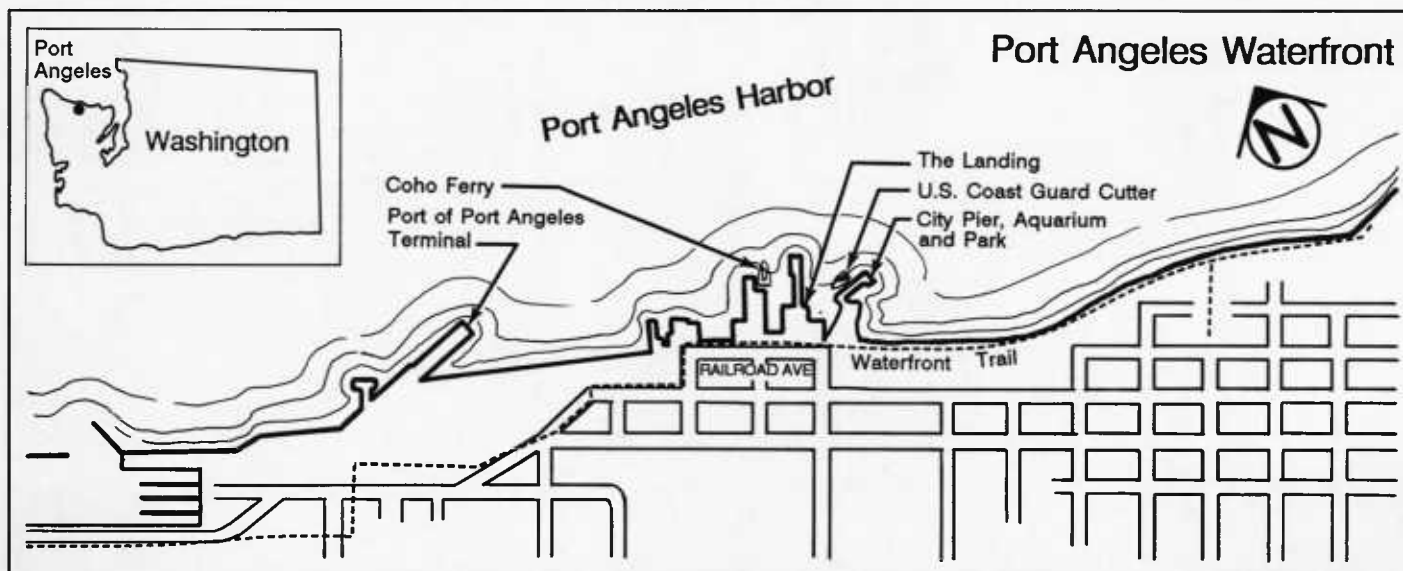 Port Angeles Waterfront
Port
Angeles
Washington
Port Angeles Harbor
N
The Landing
U.S. Coast Guard Cutter
City Pier, Aquarium
and Park
Coho Ferry
Port of Port Angeles
Terminal
Waterfront Trail
RAILROAD AVE